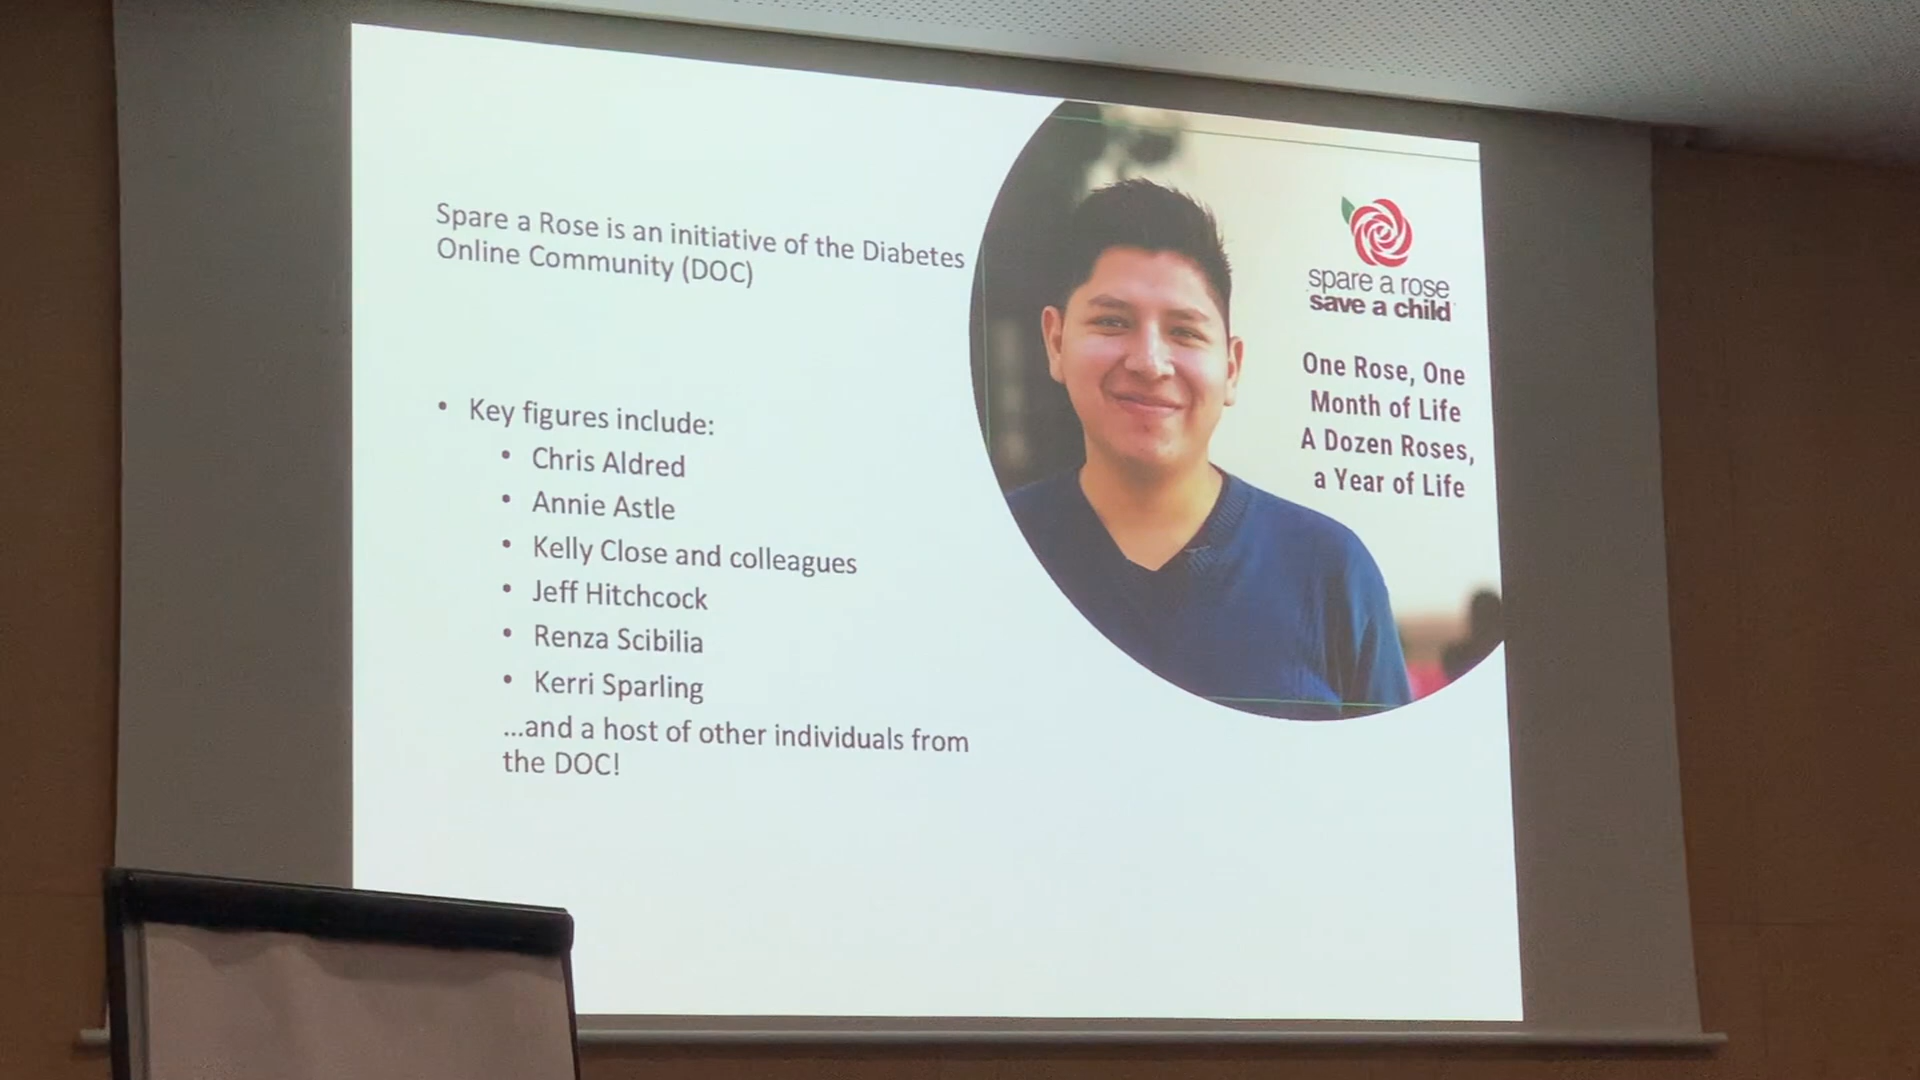 Spare a Rose is an initiative of the Diabetes
Online Community (DOC)
• Key figures include:
• Chris Aldred
• Annie Astle
• Kelly Close and colleagues
• Jeff Hitchcock
• Renza Scibilia
• Kerri Sparling
...and a host of other individuals from
the DOC!
spare a rose
save a child
One Rose, One
Month of Life
A Dozen Roses,
a Year of Life